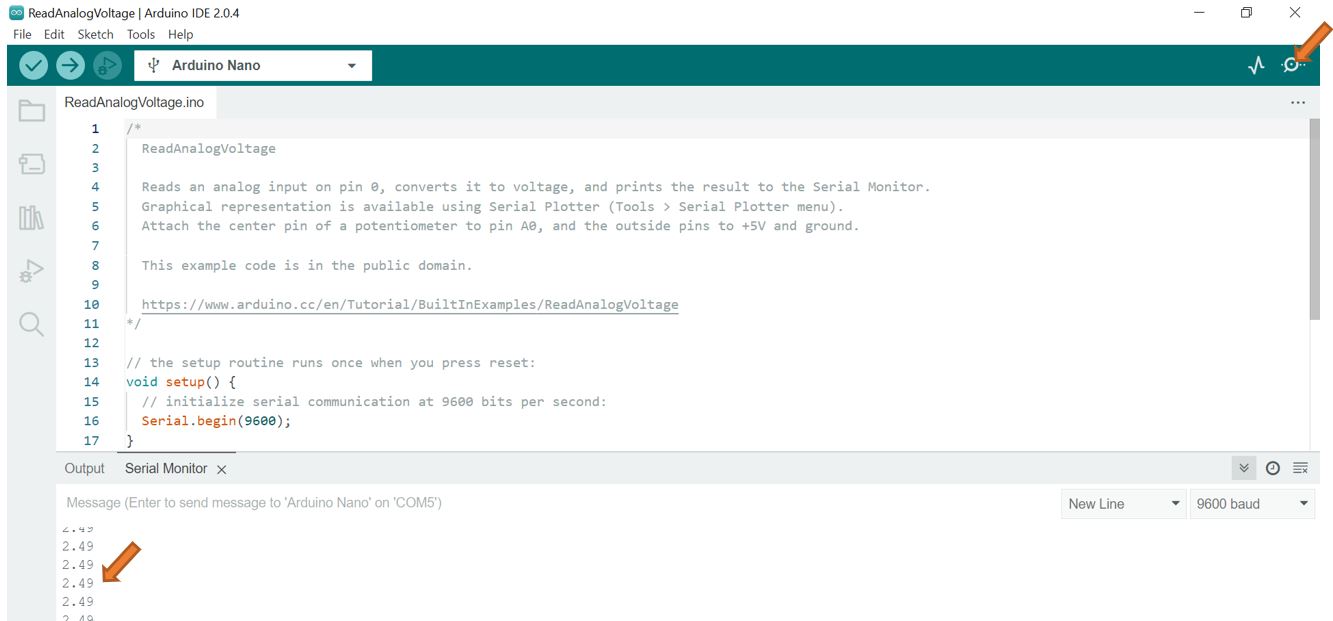 ReadAnalogVoltage | Arduino IDE 2.0.4
File Edit Sketch Tools Help
Arduino Nano
ReadAnalogVoltage.ino
1 /*
2 ReadAnalogVoltage
3
4 Reads an analog input on pin 0, converts it to voltage, and prints the result to the Serial Monitor.
5 Graphical representation is available using Serial Plotter (Tools > Serial Plotter menu).
6 Attach the center pin of a potentiometer to pin A0, and the outside pins to +5V and ground.
7
8 This example code is in the public domain.
9
10 https://www.arduino.cc/en/Tutorial/BuiltInExamples/ReadAnalogVoltage
11 */
12
13 // the setup routine runs once when you press reset:
14 void setup() {
15 // initialize serial communication at 9600 bits per second:
16 Serial.begin(9600);
17 }
Output Serial Monitor
Message (Enter to send message to 'Arduino Nano' on 'COM5')
New Line 9600 baud
2.49
2.49
2.49
2.49
2.49
2.49